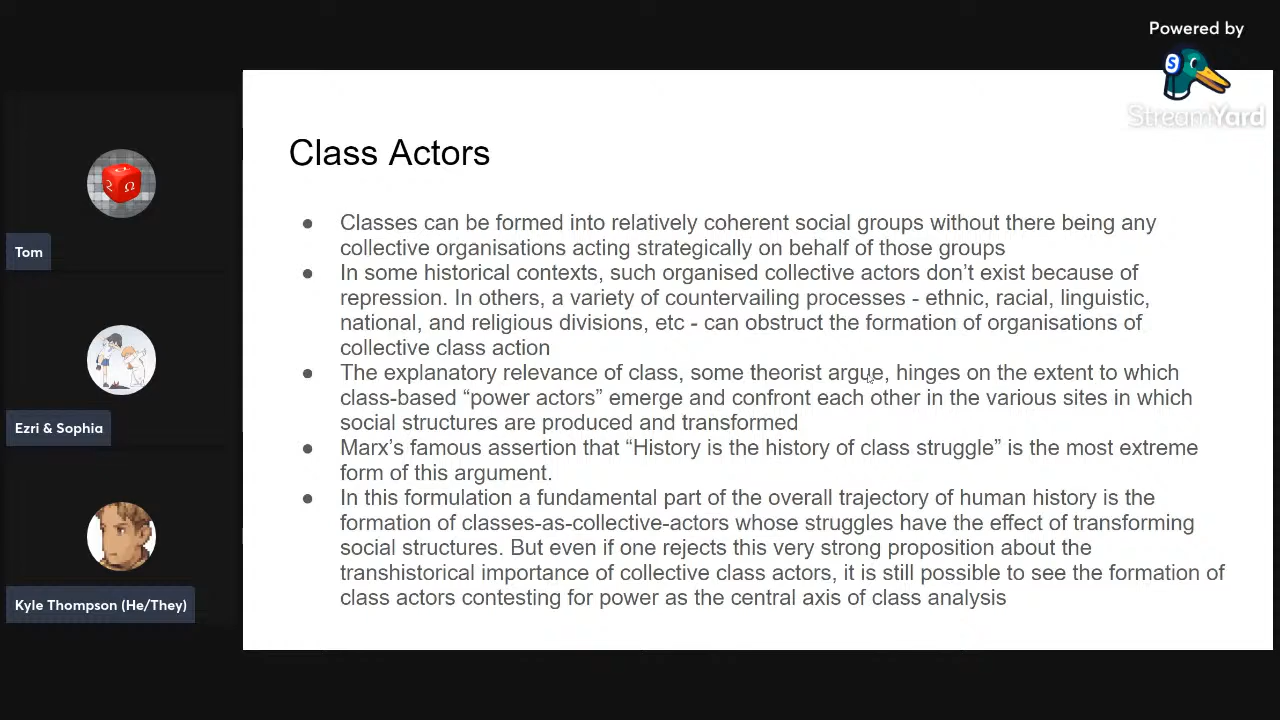 Powered by
StreamYard
Class Actors
● Classes can be formed into relatively coherent social groups without there being any
collective organisations acting strategically on behalf of those groups
● In some historical contexts, such organised collective actors don’t exist because of
repression. In others, a variety of countervailing processes - ethnic, racial, linguistic,
national, and religious divisions, etc - can obstruct the formation of organisations of
collective class action
● The explanatory relevance of class, some theorist argue, hinges on the extent to which
class-based “power actors” emerge and confront each other in the various sites in which
social structures are produced and transformed
● Marx’s famous assertion that “History is the history of class struggle” is the most extreme
form of this argument.
● In this formulation a fundamental part of the overall trajectory of human history is the
formation of classes-as-collective-actors whose struggles have the effect of transforming
social structures. But even if one rejects this very strong proposition about the
transhistorical importance of collective class actors, it is still possible to see the formation of
class actors contesting for power as the central axis of class analysis
Tom
Ezri & Sophia
Kyle Thompson (He/They)